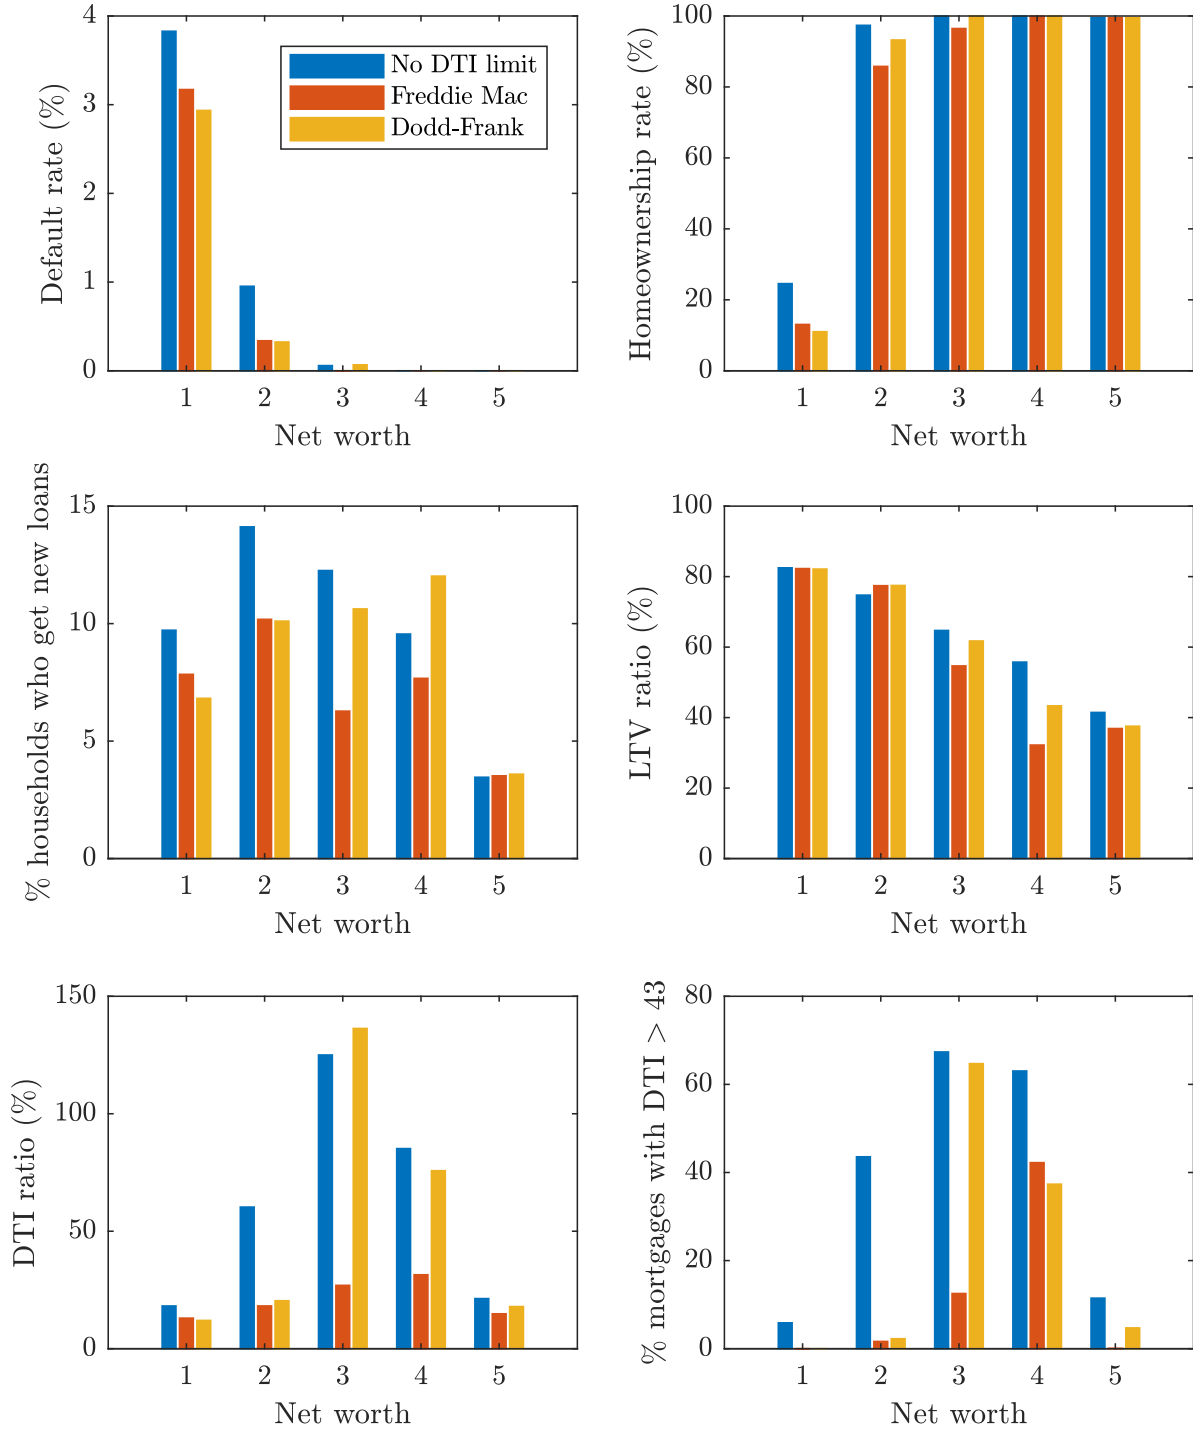 Default rate (%)
4
3
2
1
0
No DTI limit
Freddie Mac
Dodd-Frank
1 2 3 4 5
Net worth
Homeownership rate (%)
100
80
60
40
20
0
1 2 3 4 5
Net worth
% households who get new loans
15
10
5
0
1 2 3 4 5
Net worth
LTV ratio (%)
100
80
60
40
20
0
1 2 3 4 5
Net worth
DTI ratio (%)
150
100
50
0
1 2 3 4 5
Net worth
% mortgages with DTI > 43
80
60
40
20
0
1 2 3 4 5
Net worth